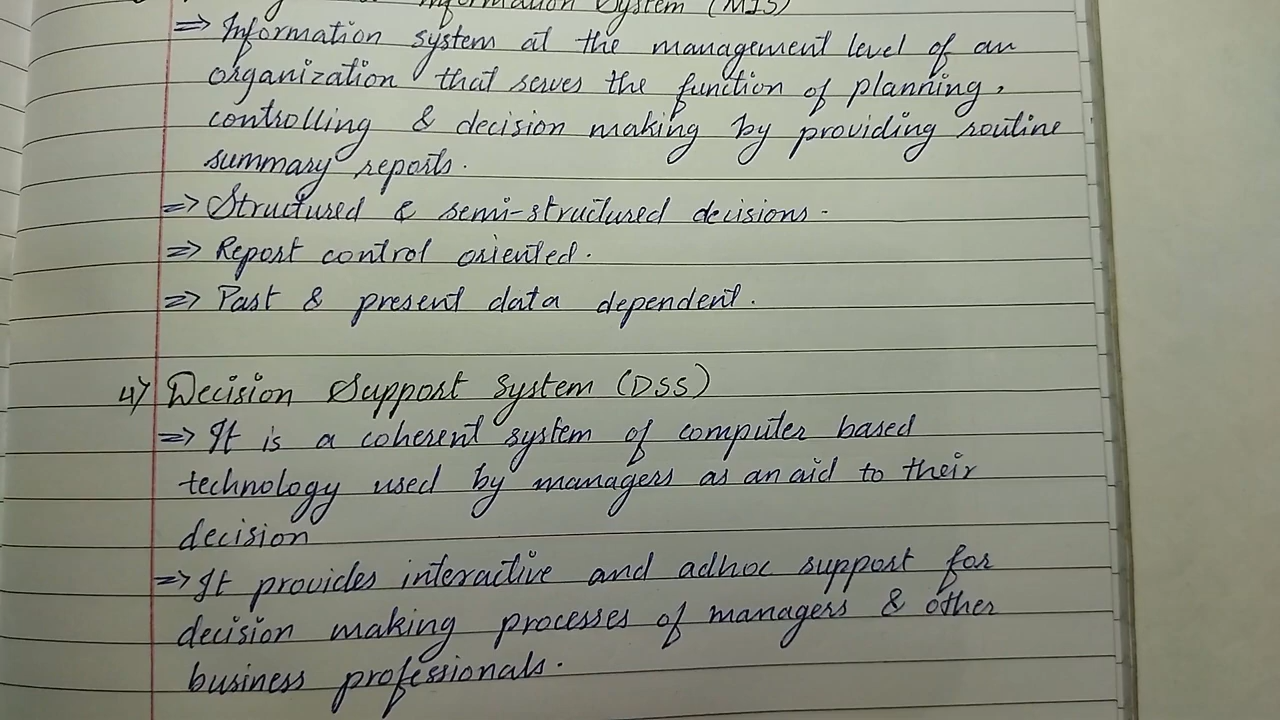 Information System (MIS)
=> Information system at the management level of an
organization that serves the function of planning,
controlling & decision making by providing routine
summary reports.
=> Structured & semi-structured decisions.
=> Report control oriented.
=> Past & present data dependent.
4) Decision Support System (DSS)
=> It is a coherent system of computer based
technology used by managers as an aid to their
decision
=> It provides interactive and adhoc support for
decision making processes of managers & other
business professionals.